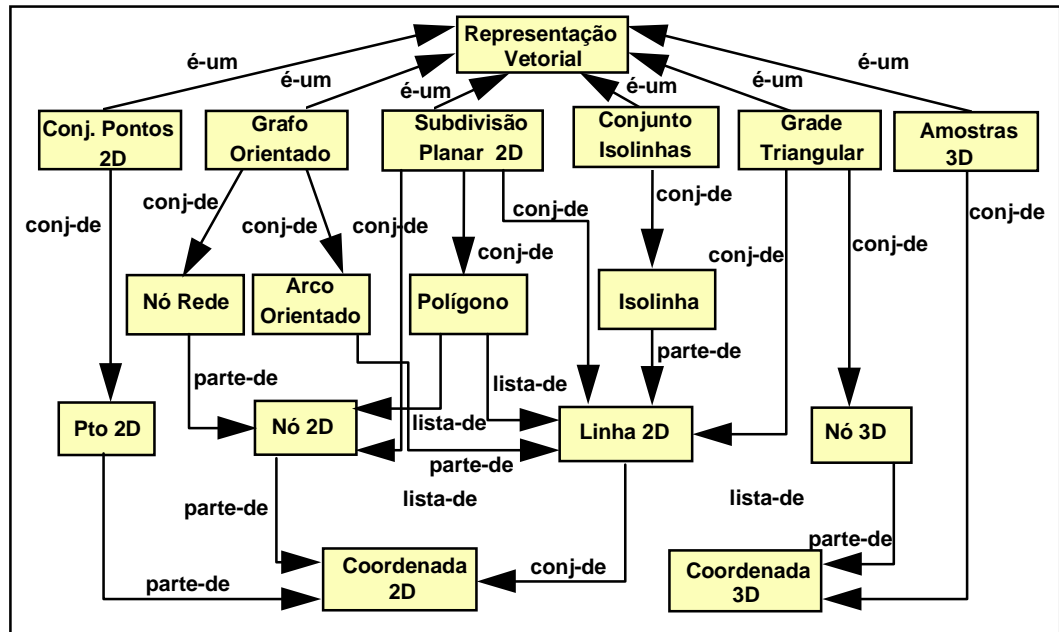 Representação
Vetorial
é-um
é-um
é-um
é-um
é-um
é-um
Conj. Pontos
2D
Grafo
Orientado
Subdivisão
Planar 2D
Conjunto
Isolinhas
Grade
Triangular
Amostras
3D
conj-de
conj-de
conj-de
conj-de
conj-de
conj-de
conj-de
conj-de
conj-de
conj-de
Nó Rede
Arco
Orientado
Polígono
Isolinha
parte-de
parte-de
lista-de
Pto 2D
Nó 2D
lista-de
Linha 2D
Nó 3D
parte-de
parte-de
lista-de
lista-de
parte-de
Coordenada
2D
conj-de
Coordenada
3D
parte-de